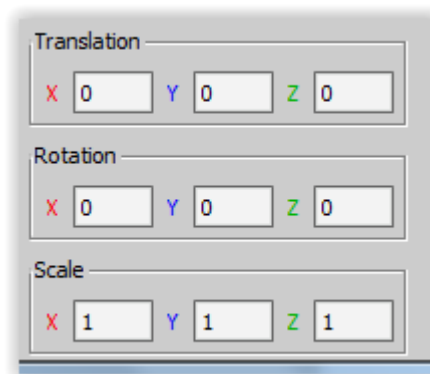 Translation
X 0 Y 0 Z 0
Rotation
X 0 Y 0 Z 0
Scale
X 1 Y 1 Z 1